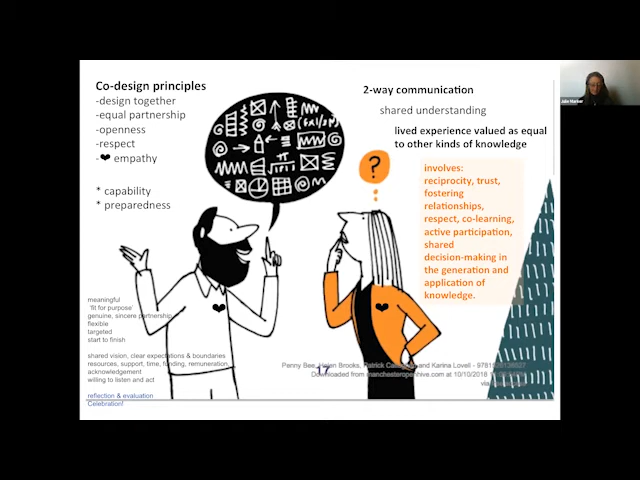 Co-design principles
-design together
-equal partnership
-openness
-respect
-❤ empathy
* capability
* preparedness
2-way communication
shared understanding
lived experience valued as equal
to other kinds of knowledge
?
involves:
reciprocity, trust,
fostering
relationships,
respect, co-learning,
active participation,
shared
decision-making in
the generation and
application of
knowledge.
meaningful
'fit for purpose'
genuine, sincere partnership
flexible
targeted
start to finish
shared vision, clear expectations & boundaries
resources, support, time, funding, remuneration,
acknowledgement
willing to listen and act
reflection & evaluation
Celebration!
Penny Bee, Helen Brooks, Patrick and Karina Lovell -
Downloaded from manchesteropenhive.com at 10/10/2018
via
17